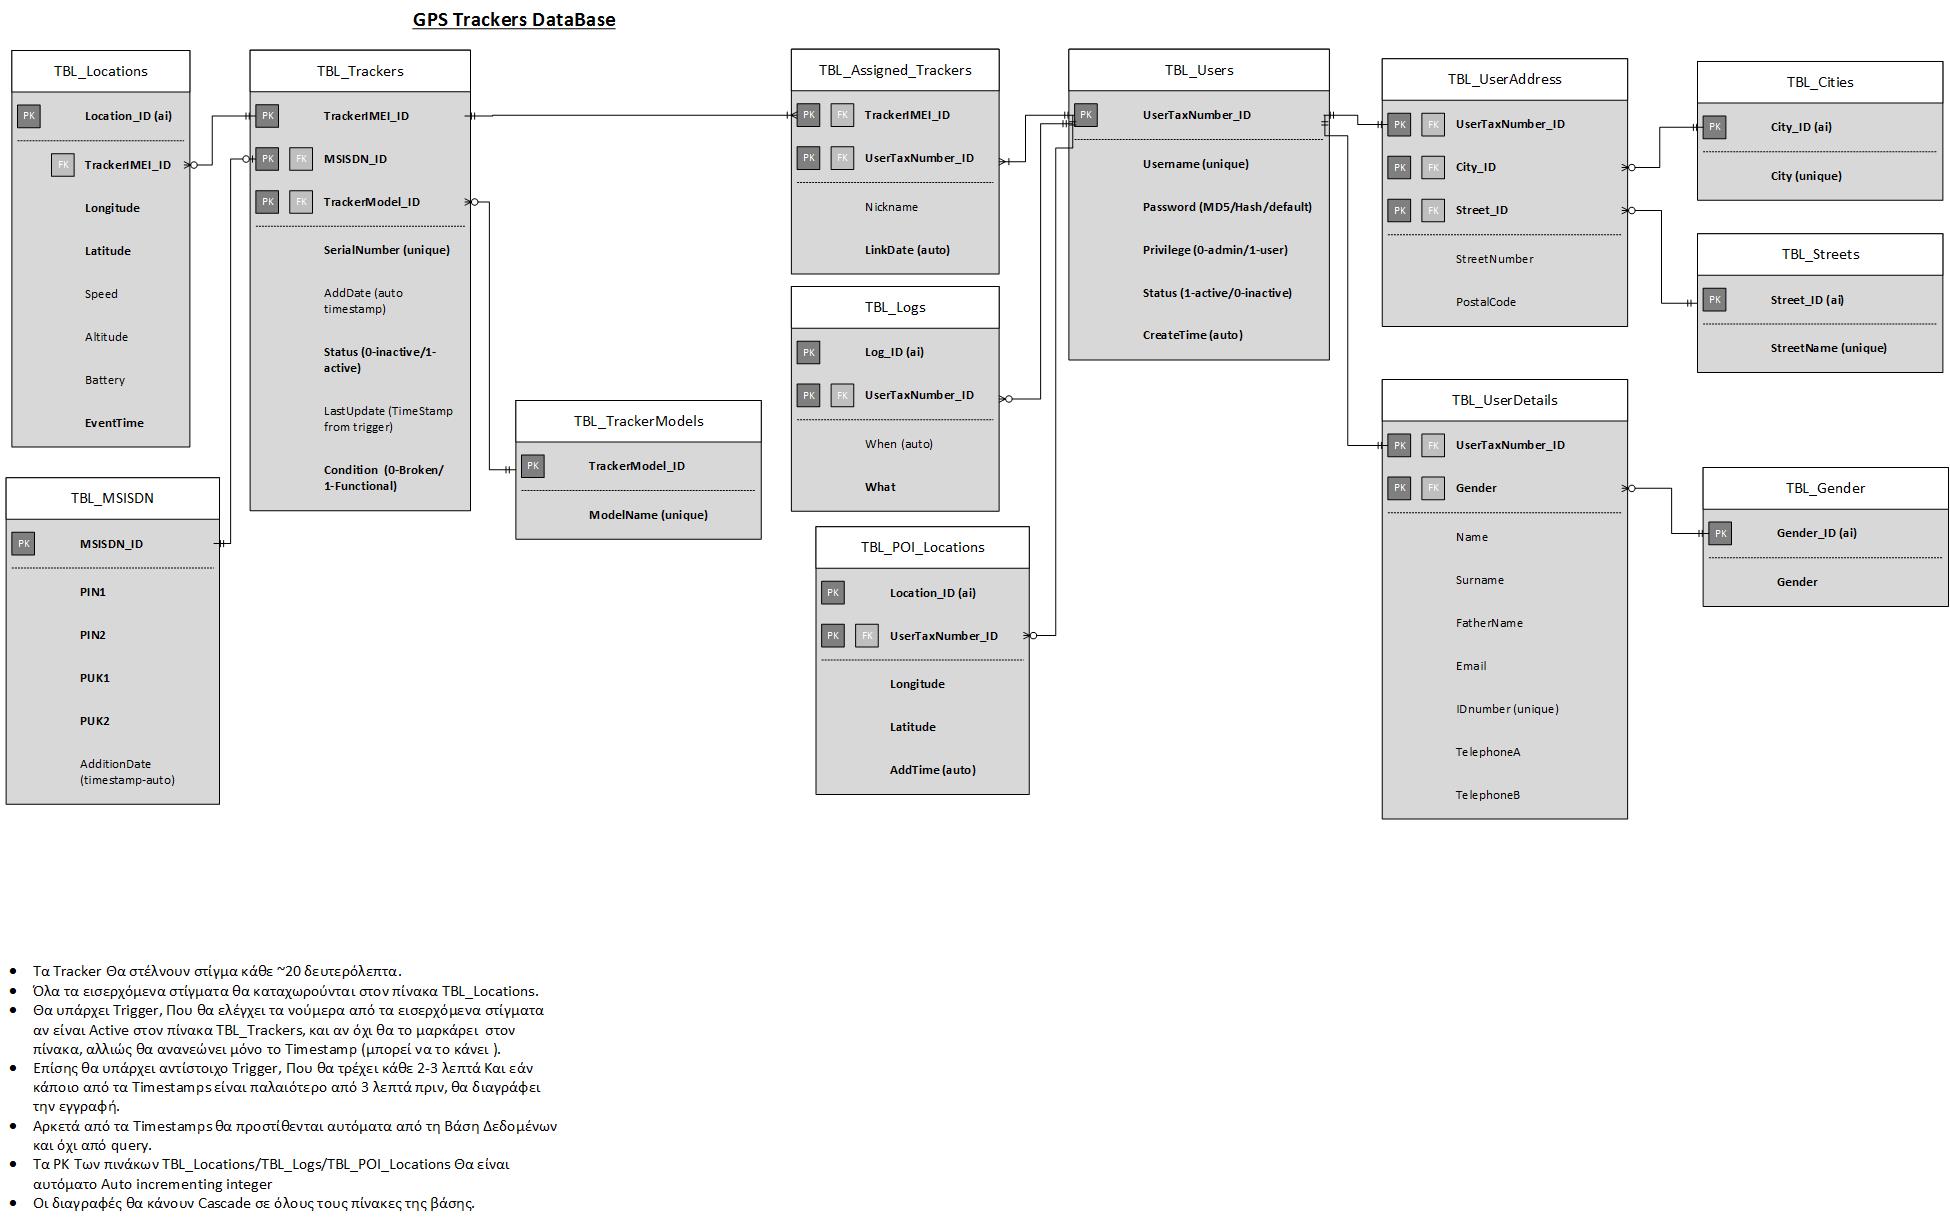 GPS Trackers DataBase
TBL_Locations
PK
Location_ID (ai)
FK
TrackerIMEI_ID
Longitude
Latitude
Speed
Altitude
Battery
EventTime
TBL_MSISDN
PK
MSISDN_ID
PIN1
PIN2
PUK1
PUK2
AdditionDate
(timestamp-auto)
TBL_Trackers
PK
TrackerIMEI_ID
PK FK
MSISDN_ID
PK FK
TrackerModel_ID
SerialNumber (unique)
AddDate (auto
timestamp)
Status (0-inactive/1-
active)
LastUpdate (TimeStamp
from trigger)
Condition (0-Broken/
1-Functional)
TBL_TrackerModels
PK
TrackerModel_ID
ModelName (unique)
TBL_Assigned_Trackers
PK FK
TrackerIMEI_ID
PK FK
UserTaxNumber_ID
Nickname
LinkDate (auto)
TBL_Logs
PK
Log_ID (ai)
PK FK
UserTaxNumber_ID
When (auto)
What
TBL_POI_Locations
PK
Location_ID (ai)
PK FK
UserTaxNumber_ID
Longitude
Latitude
AddTime (auto)
TBL_Users
PK
UserTaxNumber_ID
Username (unique)
Password (MD5/Hash/default)
Privilege (0-admin/1-user)
Status (1-active/0-inactive)
CreateTime (auto)
TBL_UserAddress
PK FK
UserTaxNumber_ID
PK FK
City_ID
PK FK
Street_ID
StreetNumber
PostalCode
TBL_UserDetails
PK FK
UserTaxNumber_ID
PK FK
Gender
Name
Surname
FatherName
Email
IDnumber (unique)
TelephoneA
TelephoneB
TBL_Cities
PK
City_ID (ai)
City (unique)
TBL_Streets
PK
Street_ID (ai)
StreetName (unique)
TBL_Gender
PK
Gender_ID (ai)
Gender
• Τα Tracker Θα στέλνουν στίγμα κάθε ~20 δευτερόλεπτα.
• Όλα τα εισερχόμενα στίγματα θα καταχωρούνται στον πίνακα TBL_Locations.
• Θα υπάρχει Trigger, Που θα ελέγχει τα νούμερα από τα εισερχόμενα στίγματα
αν είναι Active στον πίνακα TBL_Trackers, και αν όχι θα το μαρκάρει στον
πίνακα, αλλιώς θα ανανεώνει μόνο το Timestamp (μπορεί να το κάνει ).
• Επίσης θα υπάρχει αντίστοιχο Trigger, Που θα τρέχει κάθε 2-3 λεπτά Και εάν
κάποιο από τα Timestamps είναι παλαιότερο από 3 λεπτά πριν, θα διαγράφει
την εγγραφή.
• Αρκετά από τα Timestamps θα προστίθενται αυτόματα από τη Βάση Δεδομένων
και όχι από query.
• Τα PK Των πινάκων TBL_Locations/TBL_Logs/TBL_POI_Locations Θα είναι
αυτόματο Auto incrementing integer
• Οι διαγραφές θα κάνουν Cascade σε όλους τους πίνακες της βάσης.